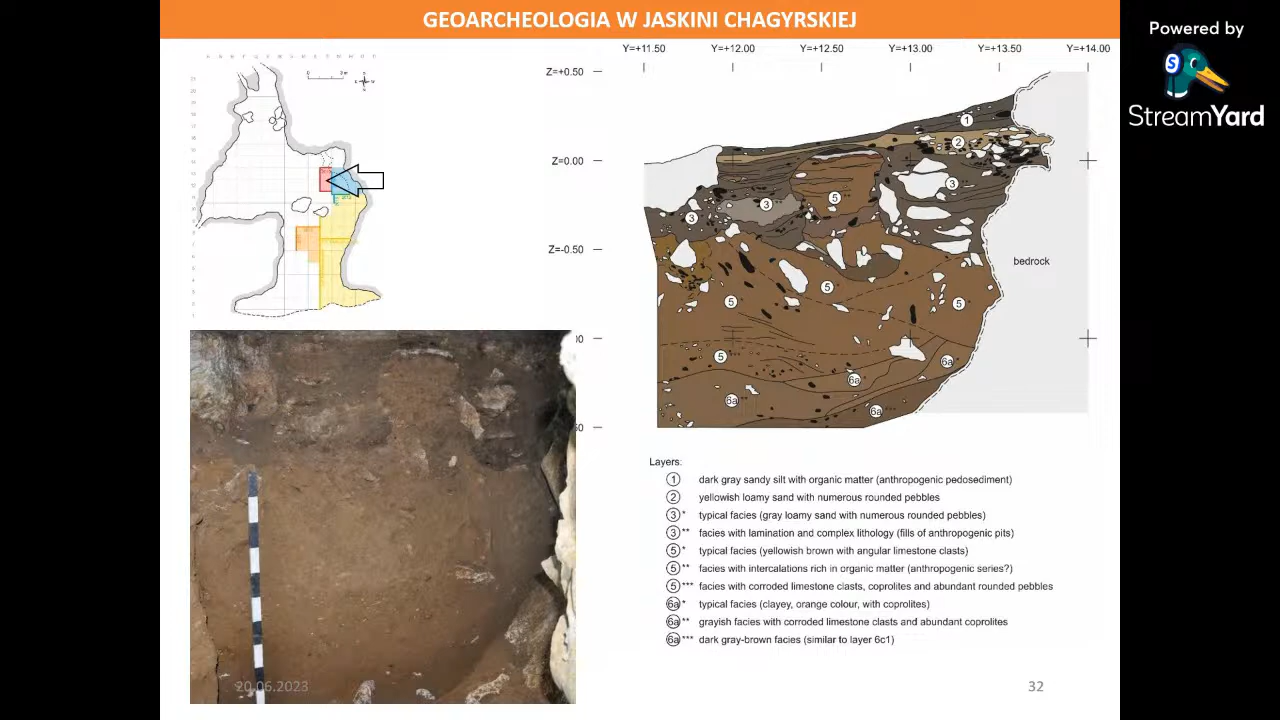 GEOARCHEOLOGIA W JASKINI CHAGYRSKIEJ
Powered by
StreamYard
Y=+11.50 Y=+12.00 Y=+12.50 Y=+13.00 Y=+13.50 Y=+14.00
Z=+0.50
Z=0.00
Z=-0.50
bedrock
1
2
3
3
3
5
5
5
5
5
6a
6a
6a
6a
Layers:
1 dark gray sandy silt with organic matter (anthropogenic pedosediment)
2 yellowish loamy sand with numerous rounded pebbles
3 * typical facies (gray loamy sand with numerous rounded pebbles)
3 ** facies with lamination and complex lithology (fills of anthropogenic pits)
5 * typical facies (yellowish brown with angular limestone clasts)
5 ** facies with intercalations rich in organic matter (anthropogenic series?)
5 *** facies with corroded limestone clasts, coprolites and abundant rounded pebbles
6a * typical facies (clayey, orange colour, with coprolites)
6a ** grayish facies with corroded limestone clasts and abundant coprolites
6a *** dark gray-brown facies (similar to layer 6c1)
20.06.2023
32